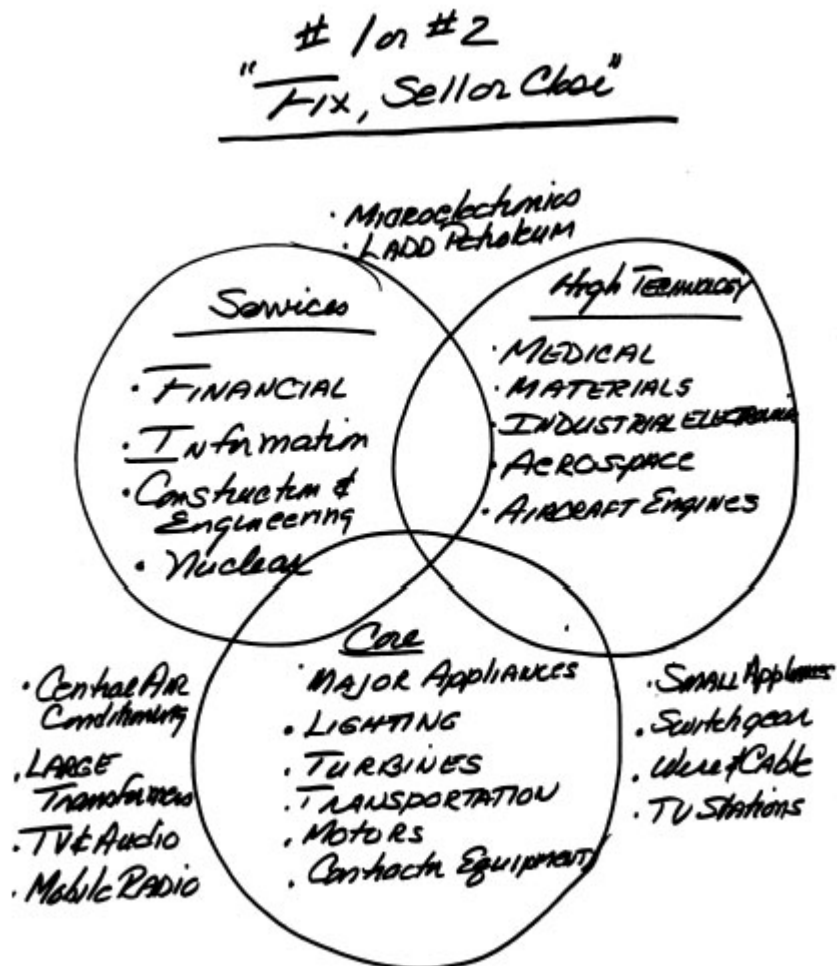 # 1 or #2
"Fix, Sell or Close"
· Microelectronics
· LADD Petroleum
Services
· FINANCIAL
· Information
· Construction &
Engineering
· Nuclear
High TECHNOLOGY
· MEDICAL
· MATERIALS
· INDUSTRIAL ELECTRONICS
· AEROSPACE
· AIRCRAFT ENGINES
Core
· MAJOR APPliANCES
· LIGHTING
· TURBINES
· TRANSPORTATION
· MOTORS
· Contractor EQUIPMENT
· Central AIR
Conditioning
· LARGE
Transformers
· TV & Audio
· Mobile RADIO
· SMALL Appliances
· Switchgear
· Wire & Cable
· TV Stations